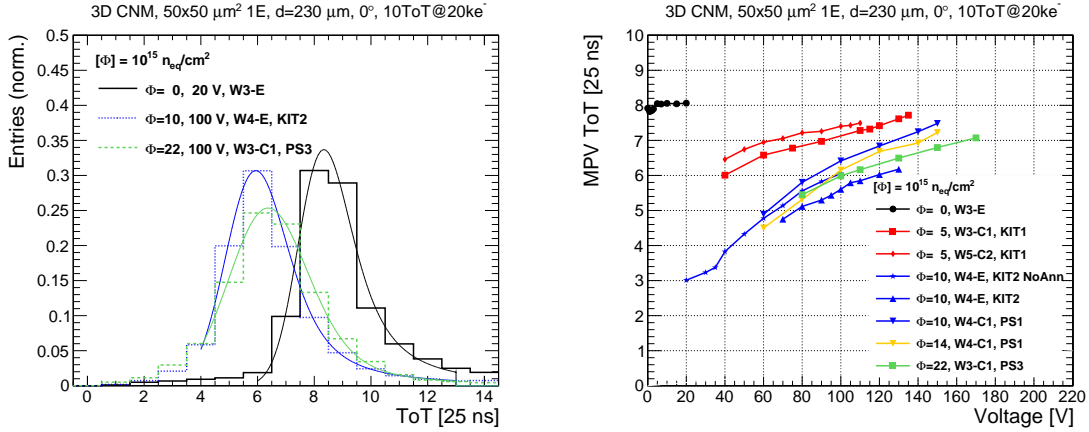 3D CNM, 50x50 μm² 1E, d=230 μm, 0°, 10ToT@20ke⁻
Entries (norm.)
0.5
0.45
0.4
0.35
0.3
0.25
0.2
0.15
0.1
0.05
0
[Φ] = 10¹⁵ n_eq/cm²
Φ= 0, 20 V, W3-E
Φ=10, 100 V, W4-E, KIT2
Φ=22, 100 V, W3-C1, PS3
0 2 4 6 8 10 12 14
ToT [25 ns]
3D CNM, 50x50 μm² 1E, d=230 μm, 0°, 10ToT@20ke⁻
MPV ToT [25 ns]
10
9
8
7
6
5
4
3
2
1
0
[Φ] = 10¹⁵ n_eq/cm²
Φ= 0, W3-E
Φ= 5, W3-C1, KIT1
Φ= 5, W5-C2, KIT1
Φ=10, W4-E, KIT2 NoAnn
Φ=10, W4-E, KIT2
Φ=10, W4-C1, PS1
Φ=14, W4-C1, PS1
Φ=22, W3-C1, PS3
0 20 40 60 80 100 120 140 160 180 200 220
Voltage [V]